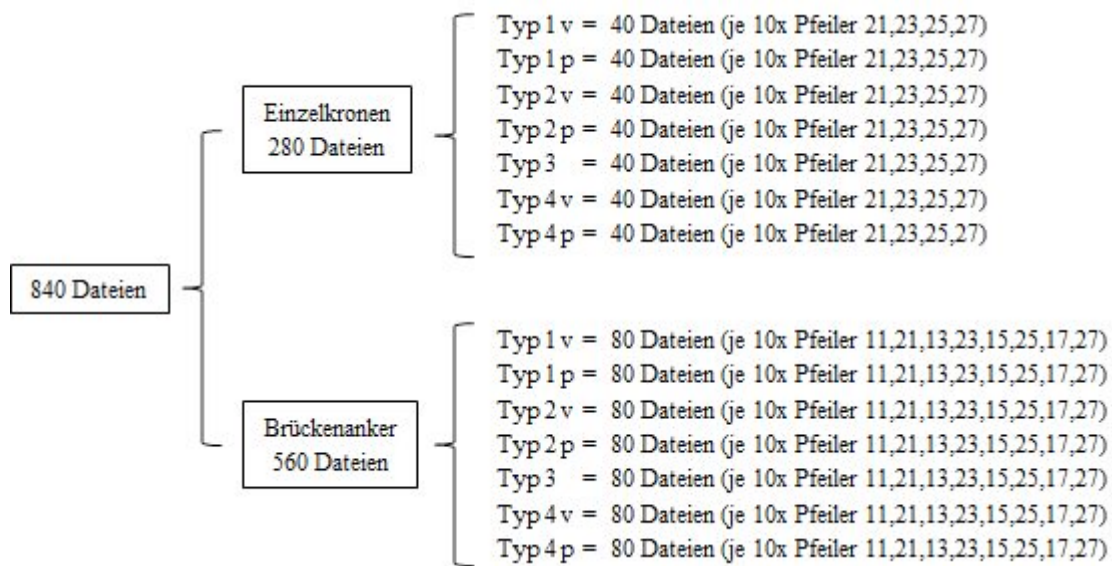 840 Dateien
Einzelkronen
280 Dateien
Typ 1 v = 40 Dateien (je 10x Pfeiler 21,23,25,27)
Typ 1 p = 40 Dateien (je 10x Pfeiler 21,23,25,27)
Typ 2 v = 40 Dateien (je 10x Pfeiler 21,23,25,27)
Typ 2 p = 40 Dateien (je 10x Pfeiler 21,23,25,27)
Typ 3 = 40 Dateien (je 10x Pfeiler 21,23,25,27)
Typ 4 v = 40 Dateien (je 10x Pfeiler 21,23,25,27)
Typ 4 p = 40 Dateien (je 10x Pfeiler 21,23,25,27)
Brückenanker
560 Dateien
Typ 1 v = 80 Dateien (je 10x Pfeiler 11,21,13,23,15,25,17,27)
Typ 1 p = 80 Dateien (je 10x Pfeiler 11,21,13,23,15,25,17,27)
Typ 2 v = 80 Dateien (je 10x Pfeiler 11,21,13,23,15,25,17,27)
Typ 2 p = 80 Dateien (je 10x Pfeiler 11,21,13,23,15,25,17,27)
Typ 3 = 80 Dateien (je 10x Pfeiler 11,21,13,23,15,25,17,27)
Typ 4 v = 80 Dateien (je 10x Pfeiler 11,21,13,23,15,25,17,27)
Typ 4 p = 80 Dateien (je 10x Pfeiler 11,21,13,23,15,25,17,27)